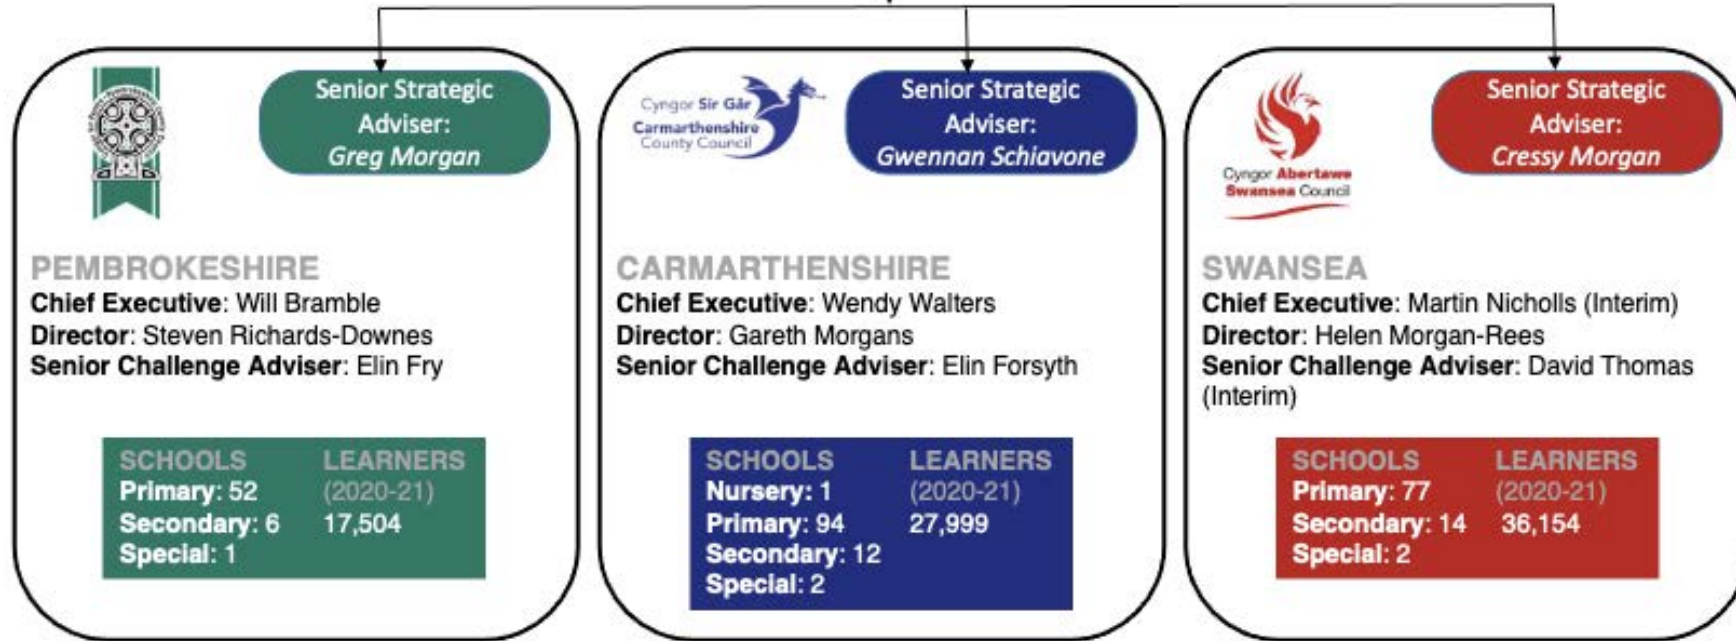 Senior Strategic
Adviser:
Greg Morgan
PEMBROKESHIRE
Chief Executive: Will Bramble
Director: Steven Richards-Downes
Senior Challenge Adviser: Elin Fry
SCHOOLS LEARNERS
Primary: 52 (2020-21)
Secondary: 6 17,504
Special: 1
Cyngor Sir Gâr
Carmarthenshire
County Council
Senior Strategic
Adviser:
Gwennan Schiavone
CARMARTHENSHIRE
Chief Executive: Wendy Walters
Director: Gareth Morgans
Senior Challenge Adviser: Elin Forsyth
SCHOOLS LEARNERS
Nursery: 1 (2020-21)
Primary: 94 27,999
Secondary: 12
Special: 2
Cyngor Abertawe
Swansea Council
Senior Strategic
Adviser:
Cressy Morgan
SWANSEA
Chief Executive: Martin Nicholls (Interim)
Director: Helen Morgan-Rees
Senior Challenge Adviser: David Thomas
(Interim)
SCHOOLS LEARNERS
Primary: 77 (2020-21)
Secondary: 14 36,154
Special: 2